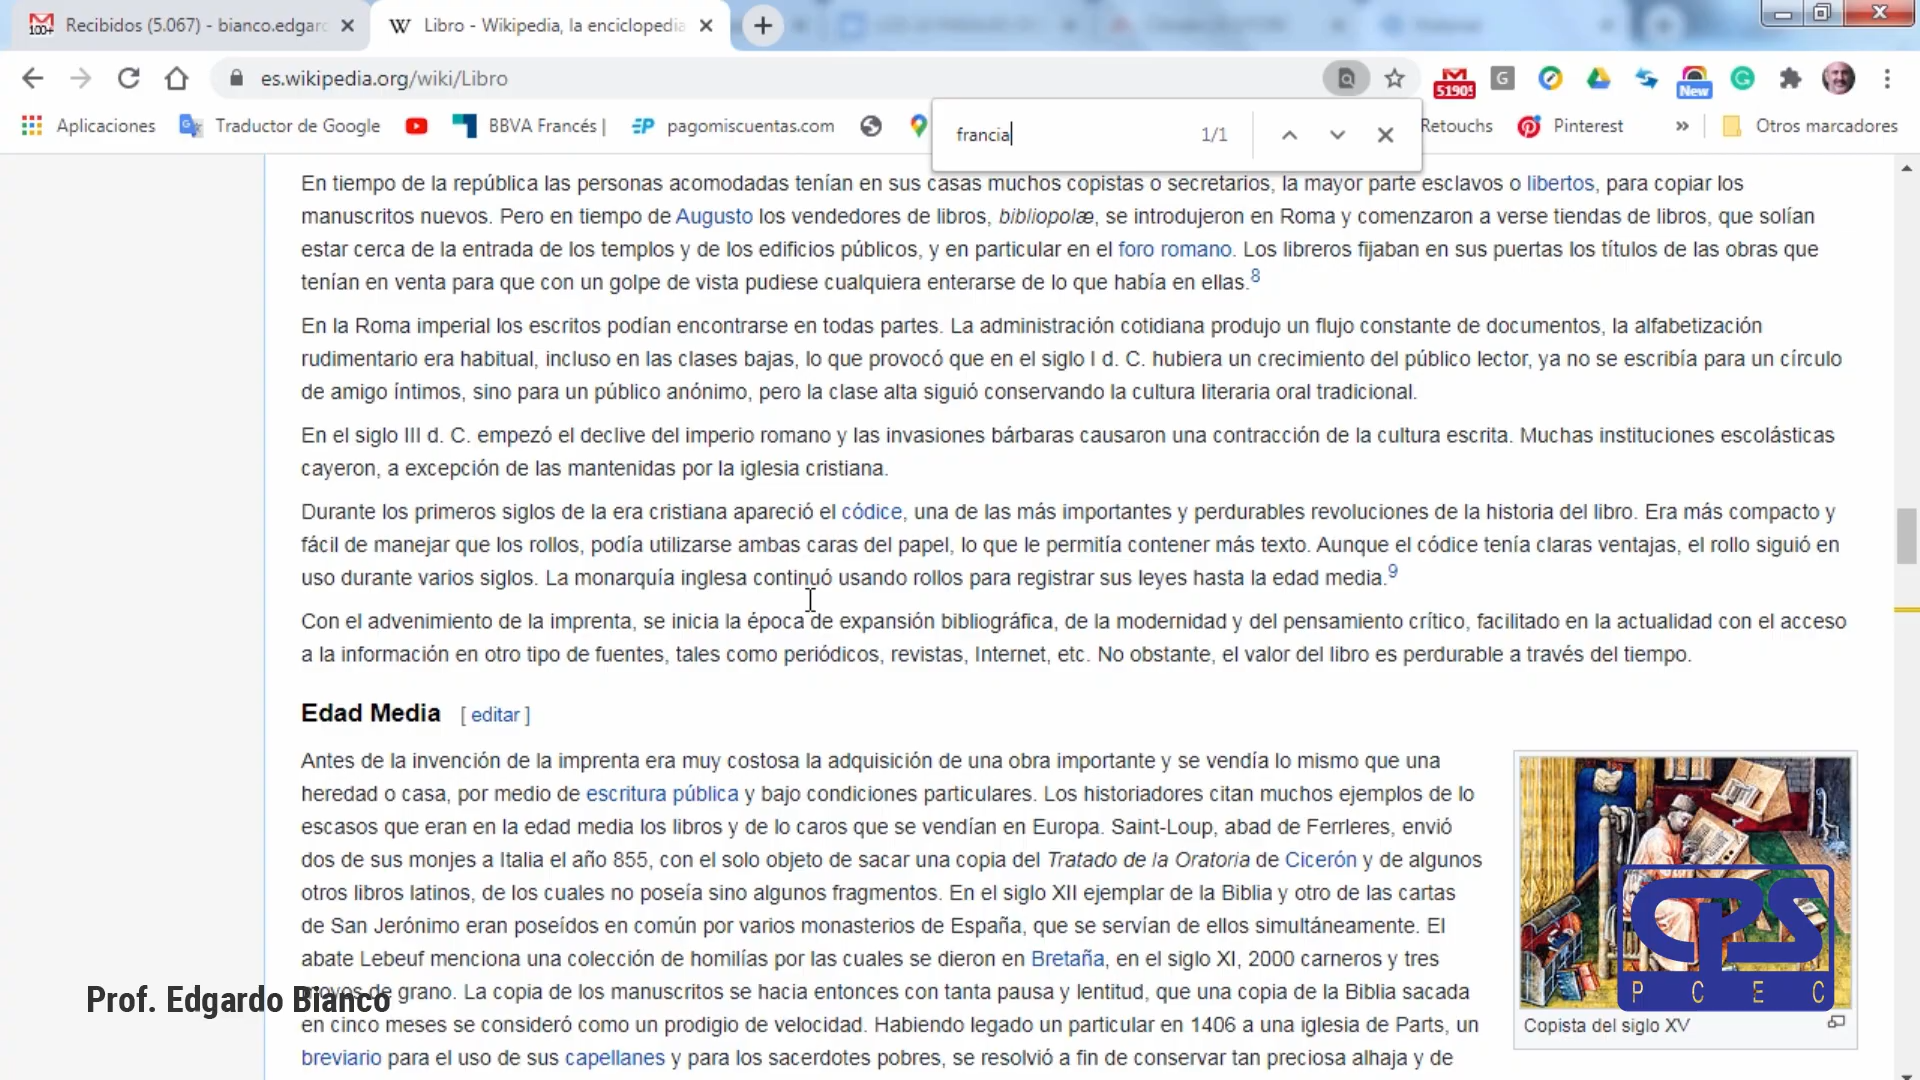 Recibidos (5.067) - bianco.edgard
Libro - Wikipedia, la enciclopedia
es.wikipedia.org/wiki/Libro
51905
G
New
Aplicaciones
Traductor de Google
BBVA Francés |
pagomiscuentas.com
francia
1/1
Retouchs
Pinterest
»
Otros marcadores
En tiempo de la república las personas acomodadas tenían en sus casas muchos copistas o secretarios, la mayor parte esclavos o libertos, para copiar los
manuscritos nuevos. Pero en tiempo de Augusto los vendedores de libros, bibliopolæ, se introdujeron en Roma y comenzaron a verse tiendas de libros, que solían
estar cerca de la entrada de los templos y de los edificios públicos, y en particular en el foro romano. Los libreros fijaban en sus puertas los títulos de las obras que
tenían en venta para que con un golpe de vista pudiese cualquiera enterarse de lo que había en ellas.8
En la Roma imperial los escritos podían encontrarse en todas partes. La administración cotidiana produjo un flujo constante de documentos, la alfabetización
rudimentario era habitual, incluso en las clases bajas, lo que provocó que en el siglo I d. C. hubiera un crecimiento del público lector, ya no se escribía para un círculo
de amigo íntimos, sino para un público anónimo, pero la clase alta siguió conservando la cultura literaria oral tradicional.
En el siglo III d. C. empezó el declive del imperio romano y las invasiones bárbaras causaron una contracción de la cultura escrita. Muchas instituciones escolásticas
cayeron, a excepción de las mantenidas por la iglesia cristiana.
Durante los primeros siglos de la era cristiana apareció el códice, una de las más importantes y perdurables revoluciones de la historia del libro. Era más compacto y
fácil de manejar que los rollos, podía utilizarse ambas caras del papel, lo que le permitía contener más texto. Aunque el códice tenía claras ventajas, el rollo siguió en
uso durante varios siglos. La monarquía inglesa continuó usando rollos para registrar sus leyes hasta la edad media.9
Con el advenimiento de la imprenta, se inicia la época de expansión bibliográfica, de la modernidad y del pensamiento crítico, facilitado en la actualidad con el acceso
a la información en otro tipo de fuentes, tales como periódicos, revistas, Internet, etc. No obstante, el valor del libro es perdurable a través del tiempo.
Edad Media [ editar ]
Antes de la invención de la imprenta era muy costosa la adquisición de una obra importante y se vendía lo mismo que una
heredad o casa, por medio de escritura pública y bajo condiciones particulares. Los historiadores citan muchos ejemplos de lo
escasos que eran en la edad media los libros y de lo caros que se vendían en Europa. Saint-Loup, abad de Ferrleres, envió
dos de sus monjes a Italia el año 855, con el solo objeto de sacar una copia del Tratado de la Oratoria de Cicerón y de algunos
otros libros latinos, de los cuales no poseía sino algunos fragmentos. En el siglo XII ejemplar de la Biblia y otro de las cartas
de San Jerónimo eran poseídos en común por varios monasterios de España, que se servían de ellos simultáneamente. El
abate Lebeuf menciona una colección de homilías por las cuales se dieron en Bretaña, en el siglo XI, 2000 carneros y tres
de grano. La copia de los manuscritos se hacia entonces con tanta pausa y lentitud, que una copia de la Biblia sacada
en cinco meses se consideró como un prodigio de velocidad. Habiendo legado un particular en 1406 a una iglesia de Parts, un
breviario para el uso de sus capellanes y para los sacerdotes pobres, se resolvió a fin de conservar tan preciosa alhaja y de
Copista del siglo XV
Prof. Edgardo Bianco
CPS
PCEC